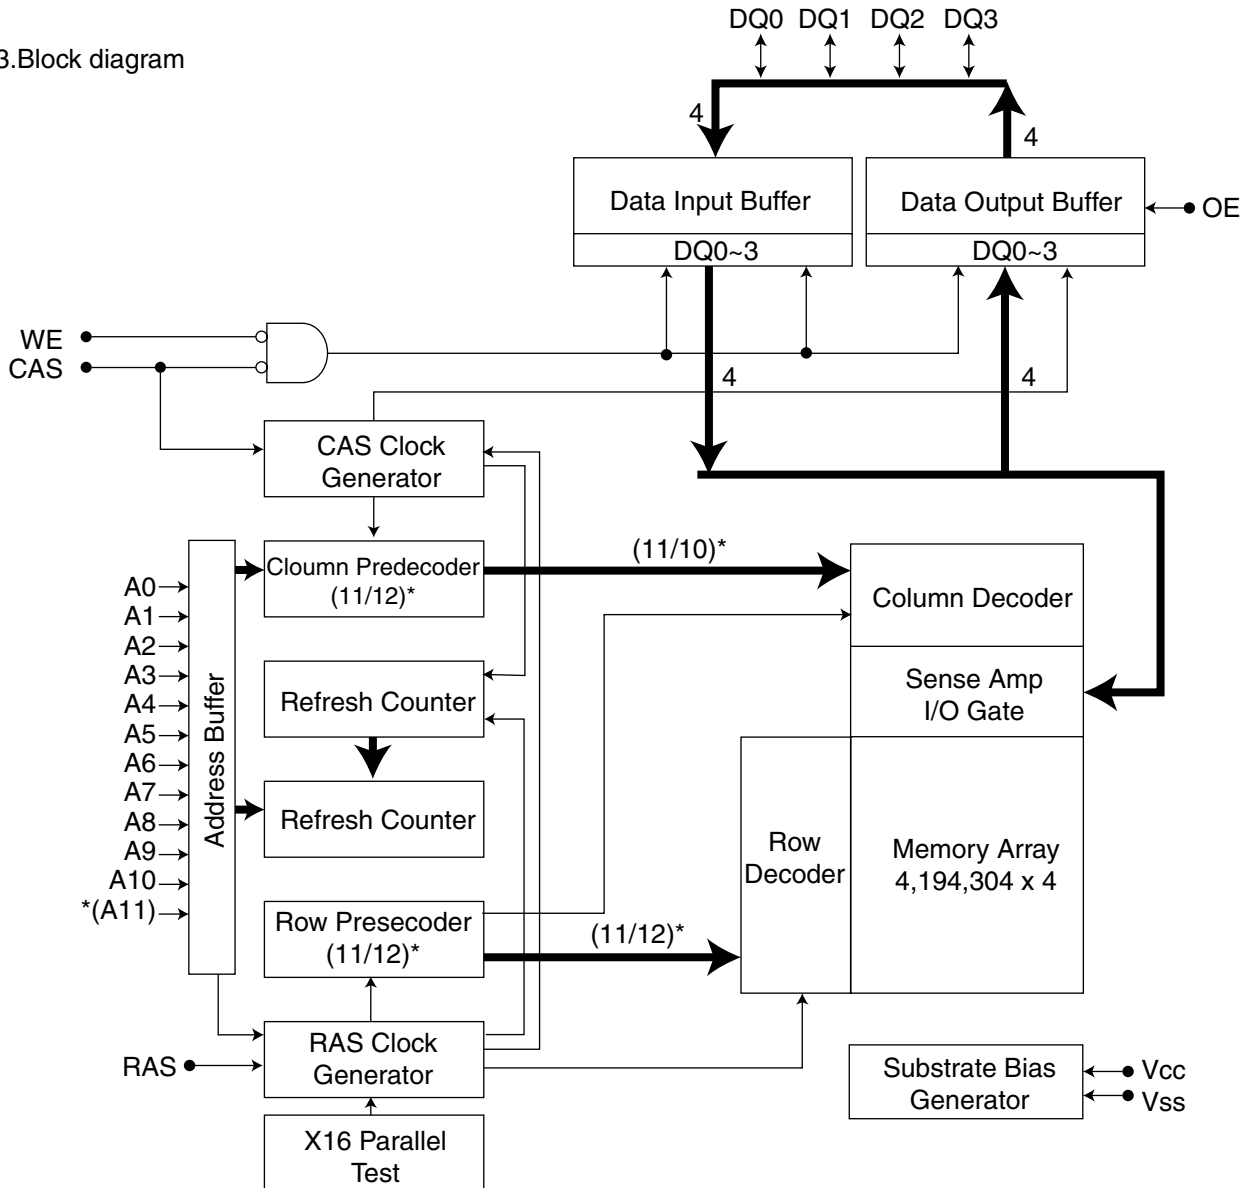 DQ0 DQ1 DQ2 DQ3
3.Block diagram
4
4
Data Input Buffer
Data Output Buffer
OE
DQ0~3
DQ0~3
WE
CAS
4
4
CAS Clock
Generator
Cloumn Predecoder
(11/12)*
(11/10)*
Column Decoder
A0
A1
A2
A3
A4
A5
A6
A7
A8
A9
A10
*(A11)
Address Buffer
Refresh Counter
Sense Amp
I/O Gate
Refresh Counter
Row
Decoder
Memory Array
4,194,304 x 4
Row Presecoder
(11/12)*
(11/12)*
RAS
RAS Clock
Generator
Substrate Bias
Generator
Vcc
Vss
X16 Parallel
Test